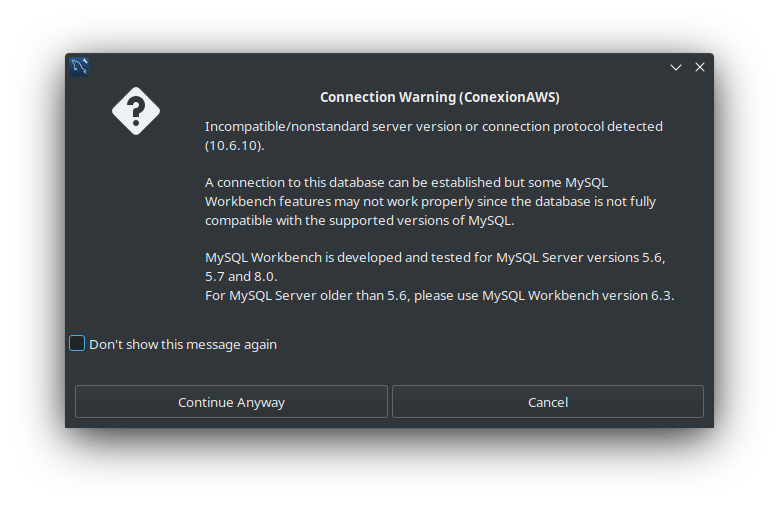 Connection Warning (ConexionAWS)
Incompatible/nonstandard server version or connection protocol detected
(10.6.10).
A connection to this database can be established but some MySQL
Workbench features may not work properly since the database is not fully
compatible with the supported versions of MySQL.
MySQL Workbench is developed and tested for MySQL Server versions 5.6,
5.7 and 8.0.
For MySQL Server older than 5.6, please use MySQL Workbench version 6.3.
Don't show this message again
Continue Anyway
Cancel